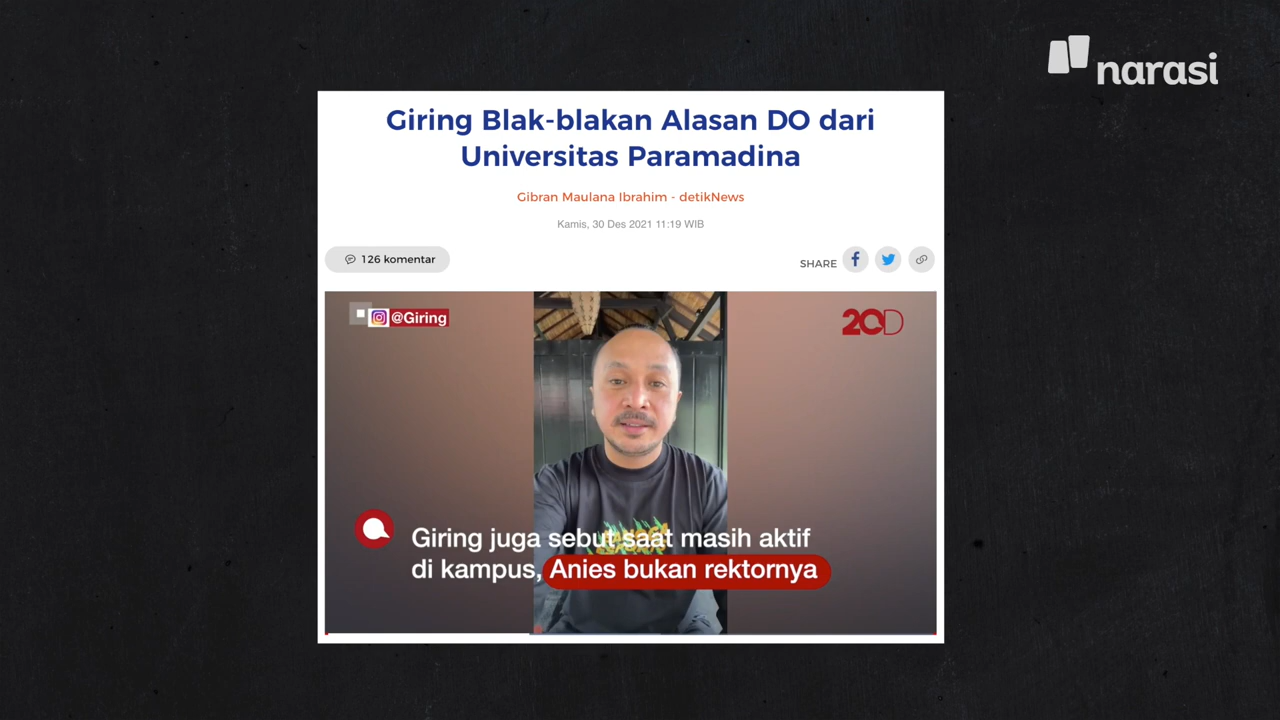 narasi
Giring Blak-blakan Alasan DO dari
Universitas Paramadina
Gibran Maulana Ibrahim - detikNews
Kamis, 30 Des 2021 11:19 WIB
126 komentar
SHARE
@Giring
20D
Giring juga sebut saat masih aktif
di kampus, Anies bukan rektornya